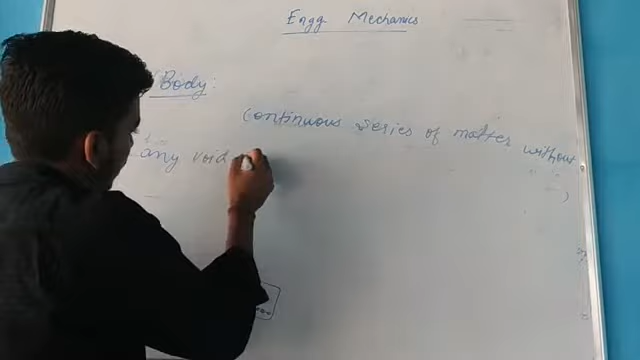 Engg Mechanics
Body:
Continuous series of matter without
any void